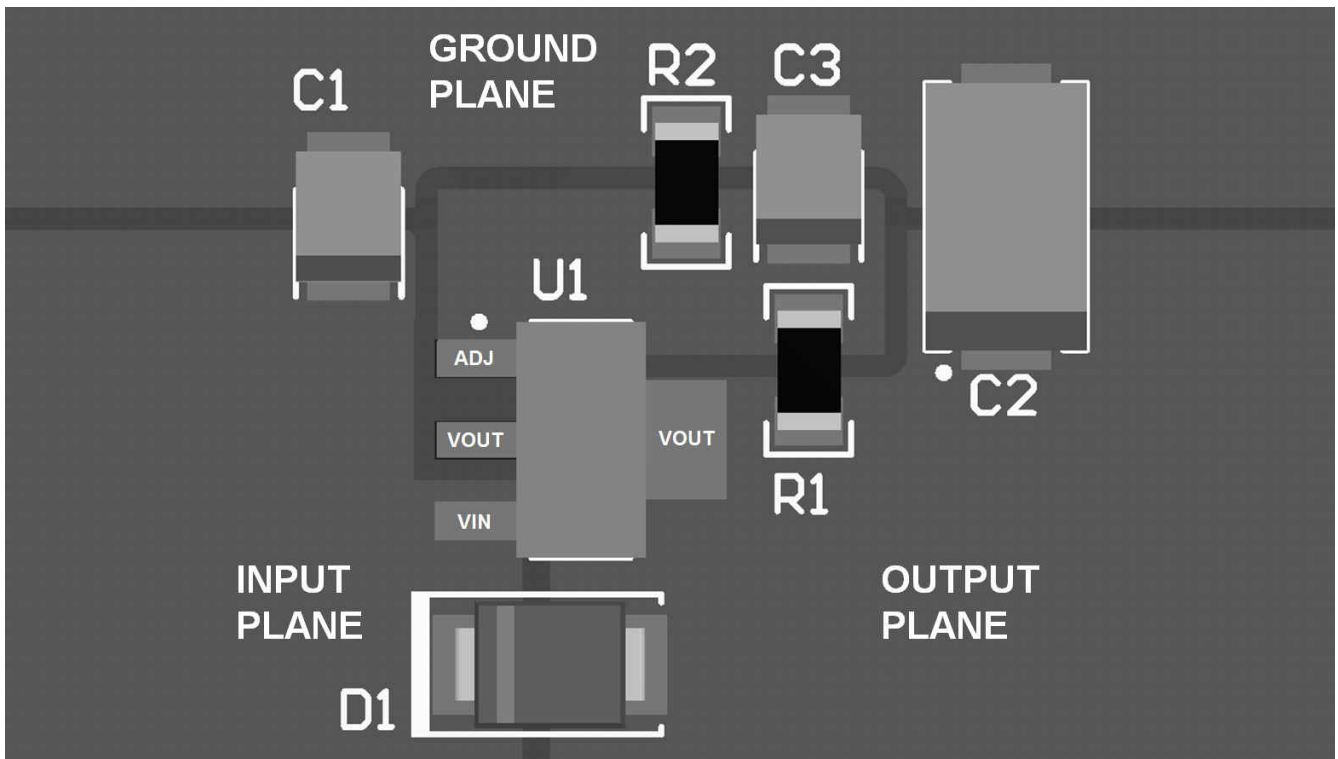 GROUND
PLANE
R2
C3
C1
U1
ADJ
VOUT
VOUT
VIN
C2
R1
INPUT
PLANE
OUTPUT
PLANE
D1